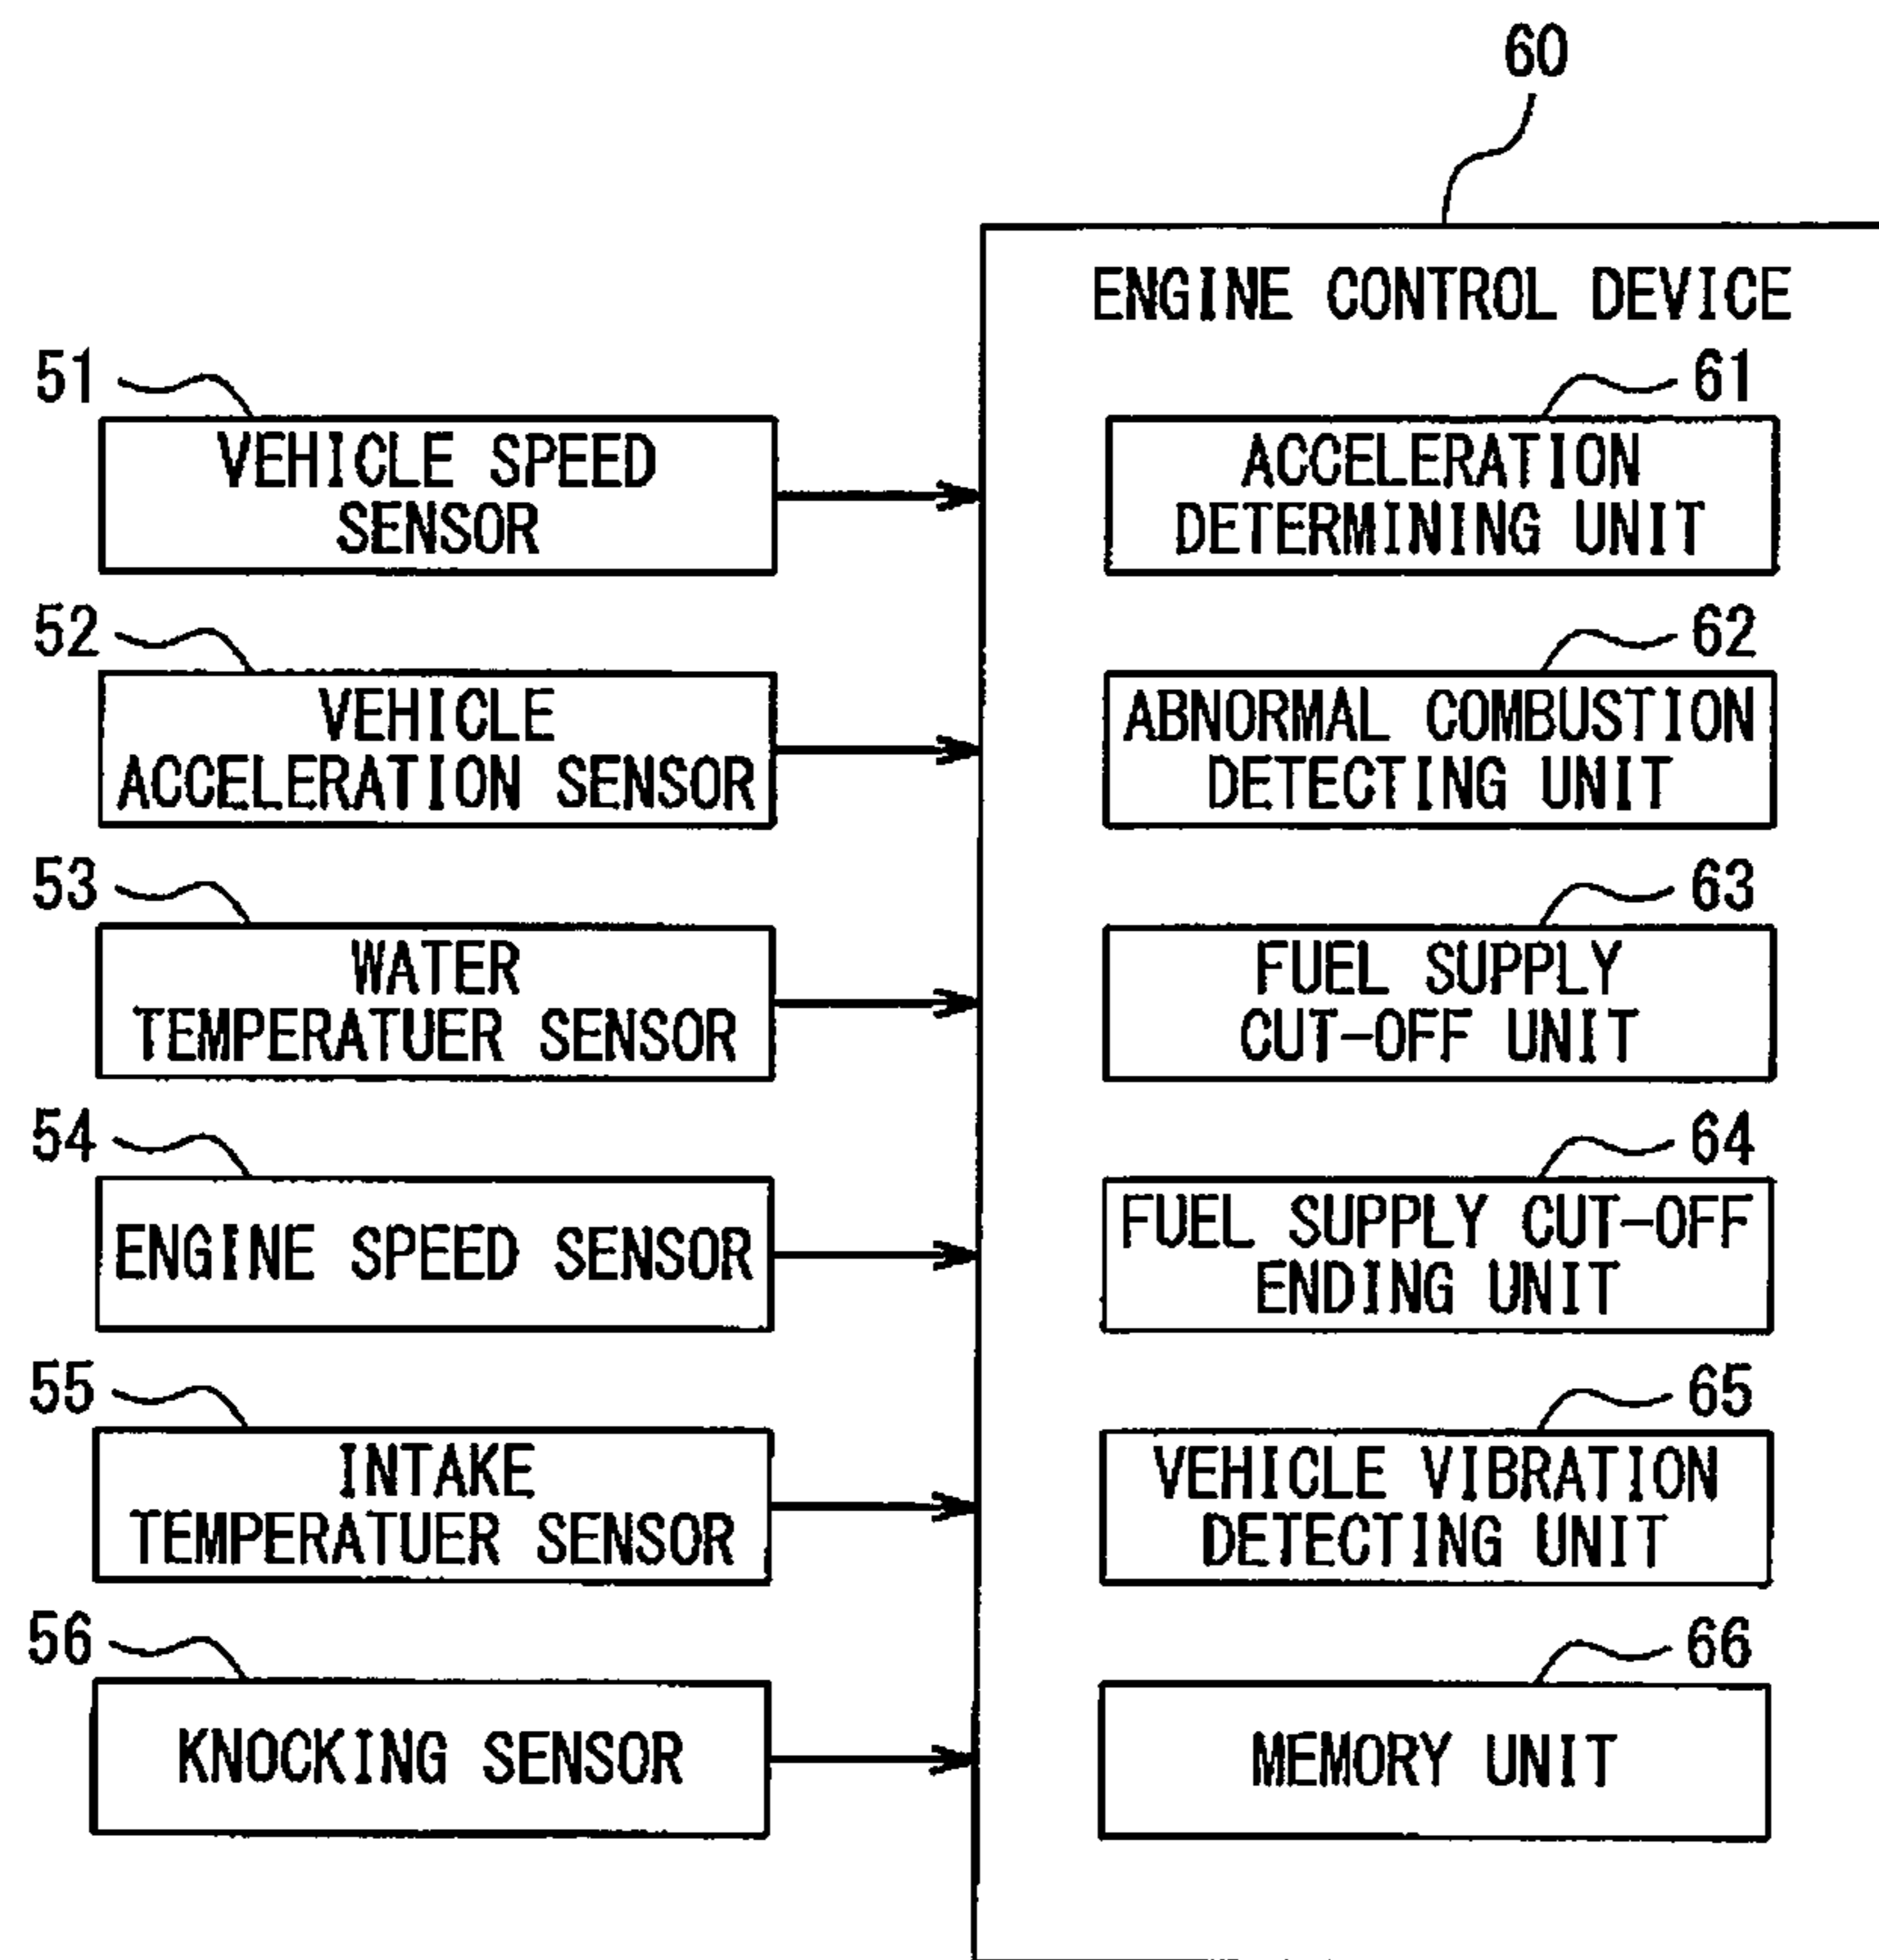 60
ENGINE CONTROL DEVICE
51
VEHICLE SPEED
SENSOR
61
ACCELERATION
DETERMINING UNIT
52
VEHICLE
ACCELERATION SENSOR
62
ABNORMAL COMBUSTION
DETECTING UNIT
53
WATER
TEMPERATUER SENSOR
63
FUEL SUPPLY
CUT-OFF UNIT
54
ENGINE SPEED SENSOR
64
FUEL SUPPLY CUT-OFF
ENDING UNIT
55
INTAKE
TEMPERATUER SENSOR
65
VEHICLE VIBRATION
DETECTING UNIT
56
KNOCKING SENSOR
66
MEMORY UNIT